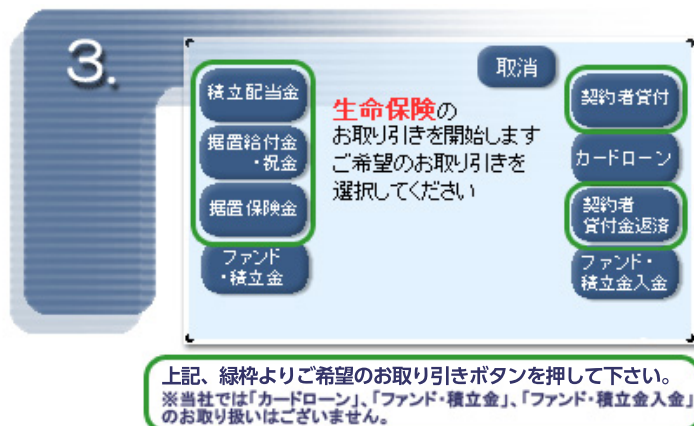 3.
取消
積立配当金
据置給付金
・祝金
据置保険金
ファンド
・積立金
生命保険の
お取り引きを開始します
ご希望のお取り引きを
選択してください
契約者貸付
カードローン
契約者
貸付金返済
ファンド・
積立金入金
上記、緑枠よりご希望のお取り引きボタンを押して下さい。
※当社では「カードローン」、「ファンド・積立金」、「ファンド・積立金入金」
のお取り扱いはございません。